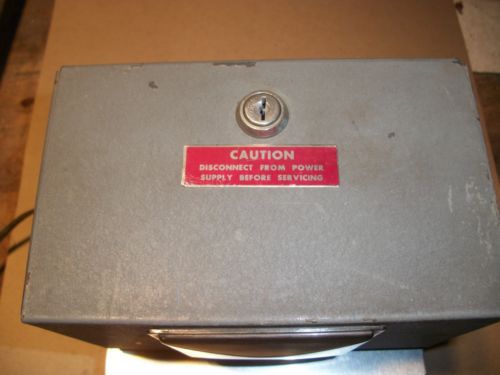 CAUTION
DISCONNECT FROM POWER
SUPPLY BEFORE SERVICING